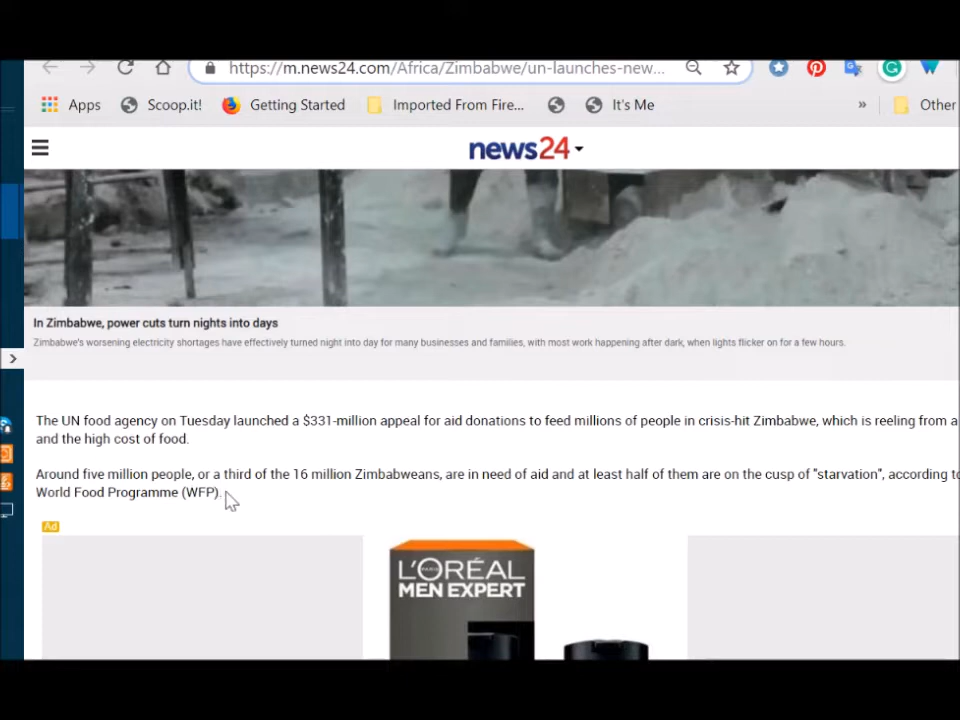 https://m.news24.com/Africa/Zimbabwe/un-launches-new...
Apps Scoop.it! Getting Started Imported From Fire... It's Me » Other
news24
In Zimbabwe, power cuts turn nights into days
Zimbabwe's worsening electricity shortages have effectively turned night into day for many businesses and families, with most work happening after dark, when lights flicker on for a few hours.
The UN food agency on Tuesday launched a $331-million appeal for aid donations to feed millions of people in crisis-hit Zimbabwe, which is reeling from a
and the high cost of food.
Around five million people, or a third of the 16 million Zimbabweans, are in need of aid and at least half of them are on the cusp of "starvation", according to
World Food Programme (WFP).
Ad
L'ORÉAL
PARIS
MEN EXPERT